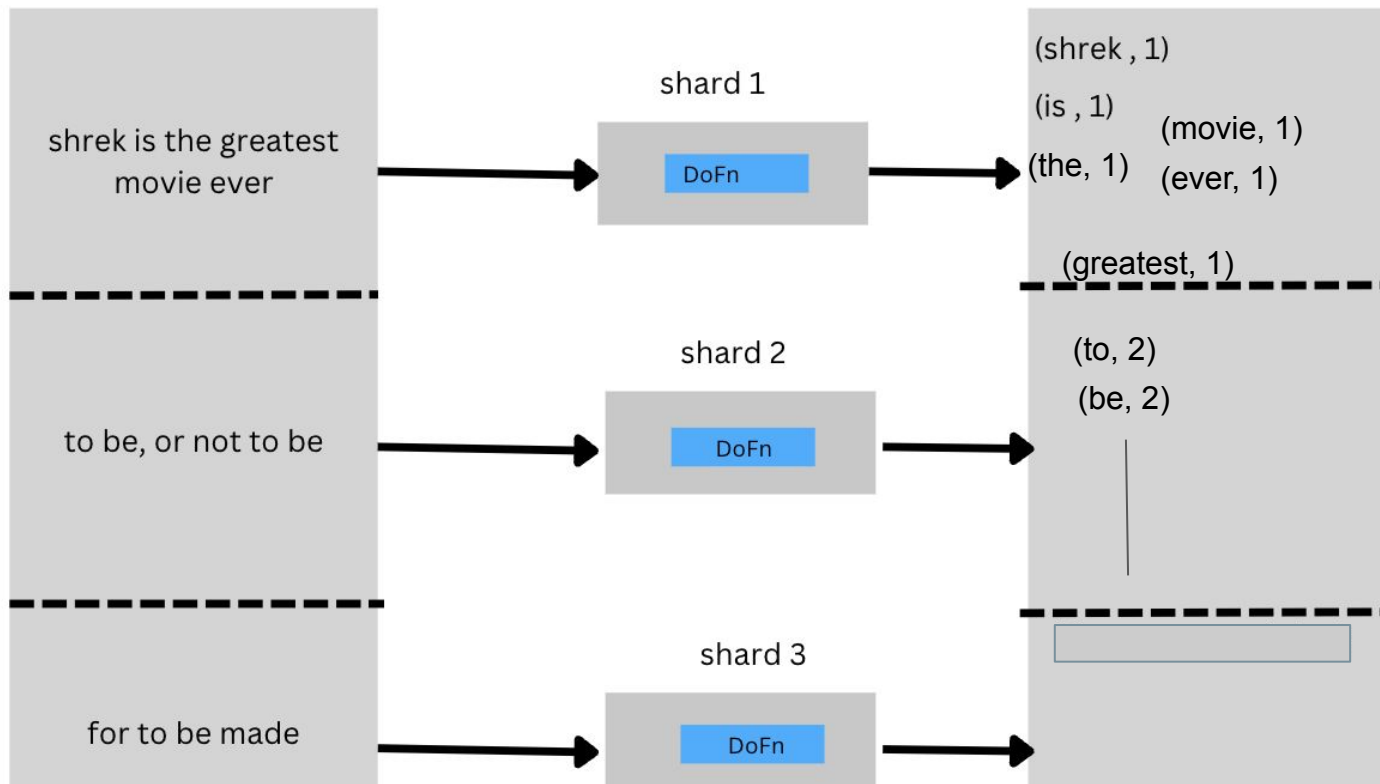 shrek is the greatest
movie ever
shard 1
DoFn
(shrek , 1)
(is , 1)
(movie, 1)
(the, 1)
(ever, 1)
(greatest, 1)
to be, or not to be
shard 2
DoFn
(to, 2)
(be, 2)
for to be made
shard 3
DoFn